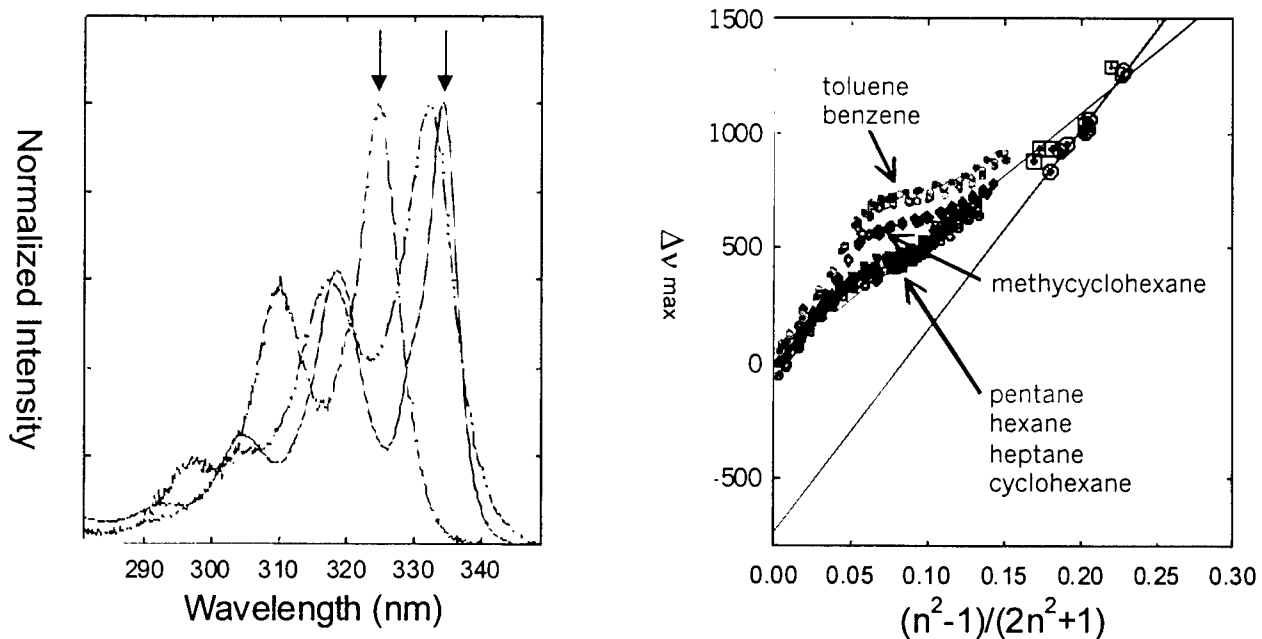 Normalized Intensity
290 300 310 320 330 340
Wavelength (nm)
1500
1000
500
0
-500
Δν max
toluene
benzene
methycyclohexane
pentane
hexane
heptane
cyclohexane
0.00 0.05 0.10 0.15 0.20 0.25 0.30
(n²-1)/(2n²+1)